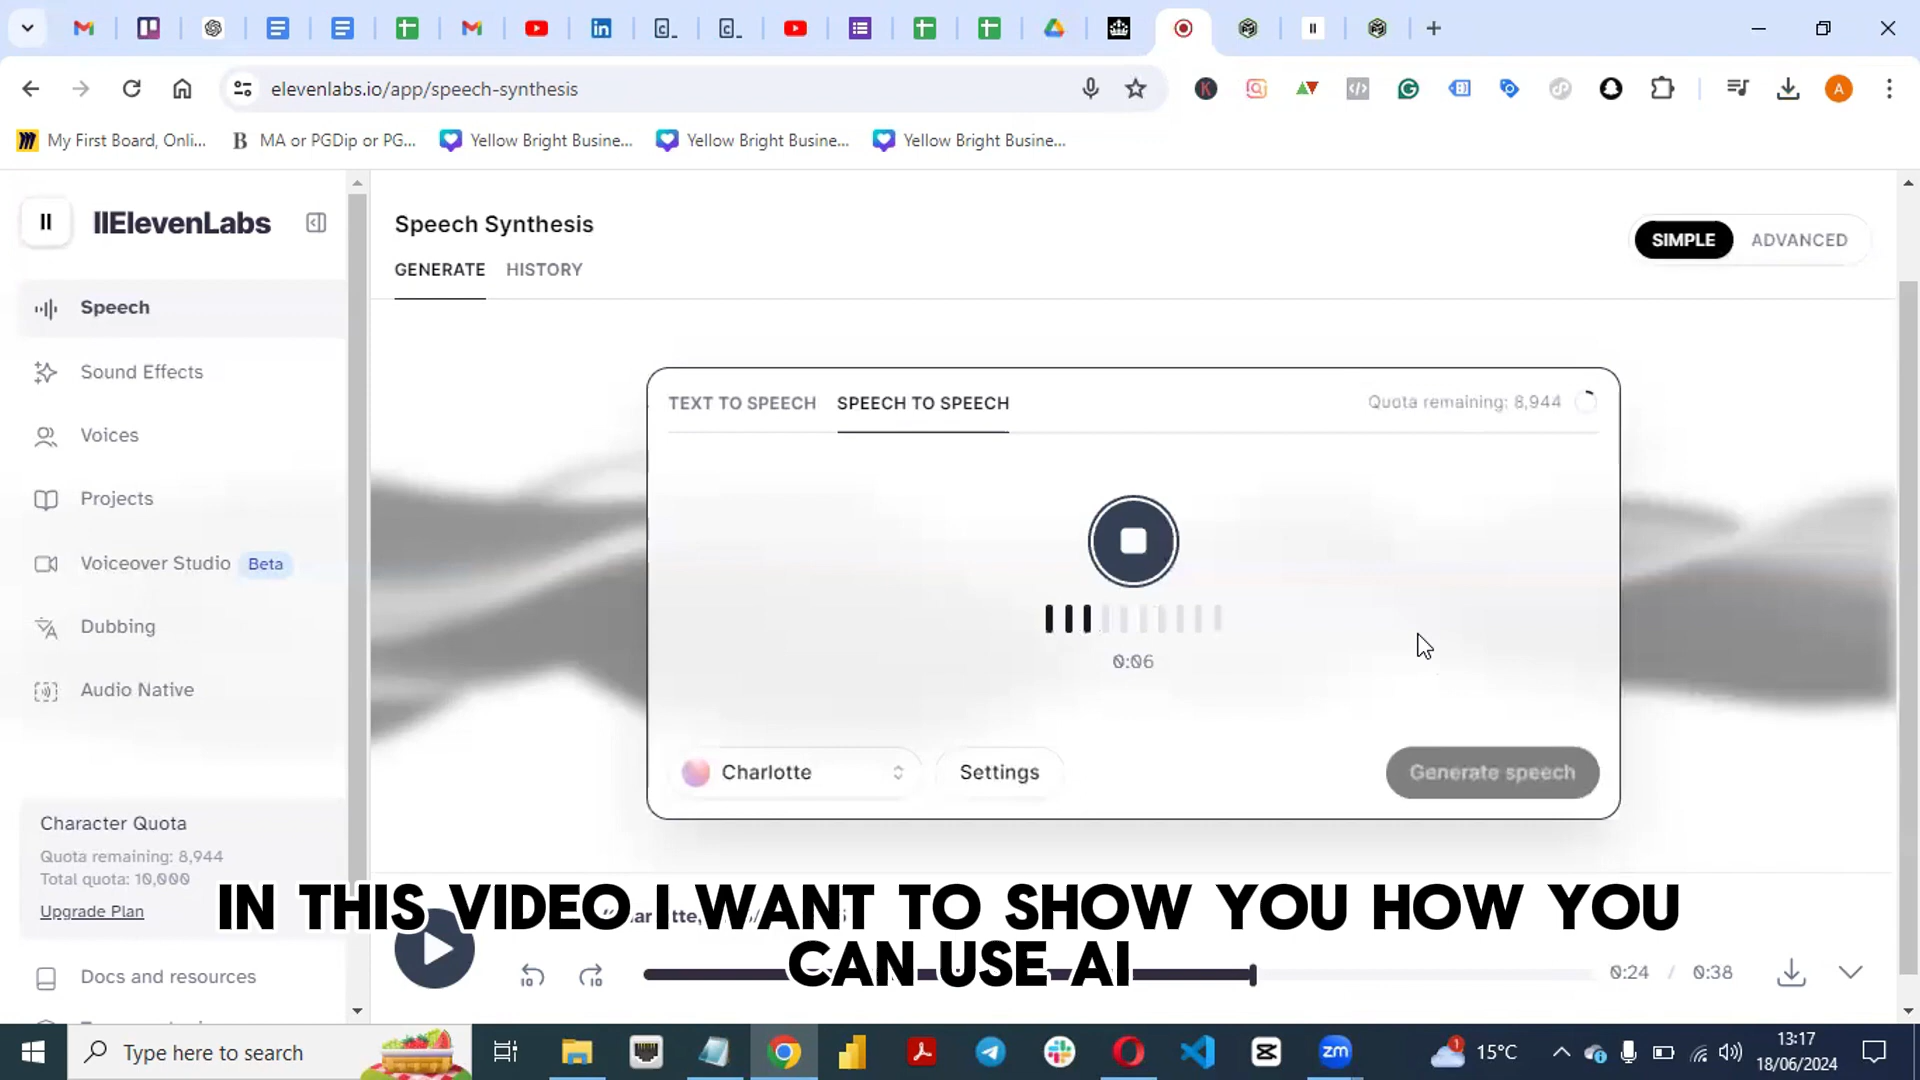 elevenlabs.io/app/speech-synthesis
My First Board, Onli...
MA or PGDip or PG...
Yellow Bright Busine...
Yellow Bright Busine...
Yellow Bright Busine...
IIElevenLabs
Speech
Sound Effects
Voices
Projects
Voiceover Studio Beta
Dubbing
Audio Native
Character Quota
Quota remaining: 8,944
Total quota: 10,000
Upgrade Plan
Docs and resources
Speech Synthesis
GENERATE HISTORY
SIMPLE ADVANCED
TEXT TO SPEECH SPEECH TO SPEECH
Quota remaining: 8,944
0:06
Charlotte
Settings
Generate speech
IN THIS VIDEO I WANT TO SHOW YOU HOW YOU
CAN USE AI
0:24 / 0:38
Type here to search
15°C
13:17
18/06/2024